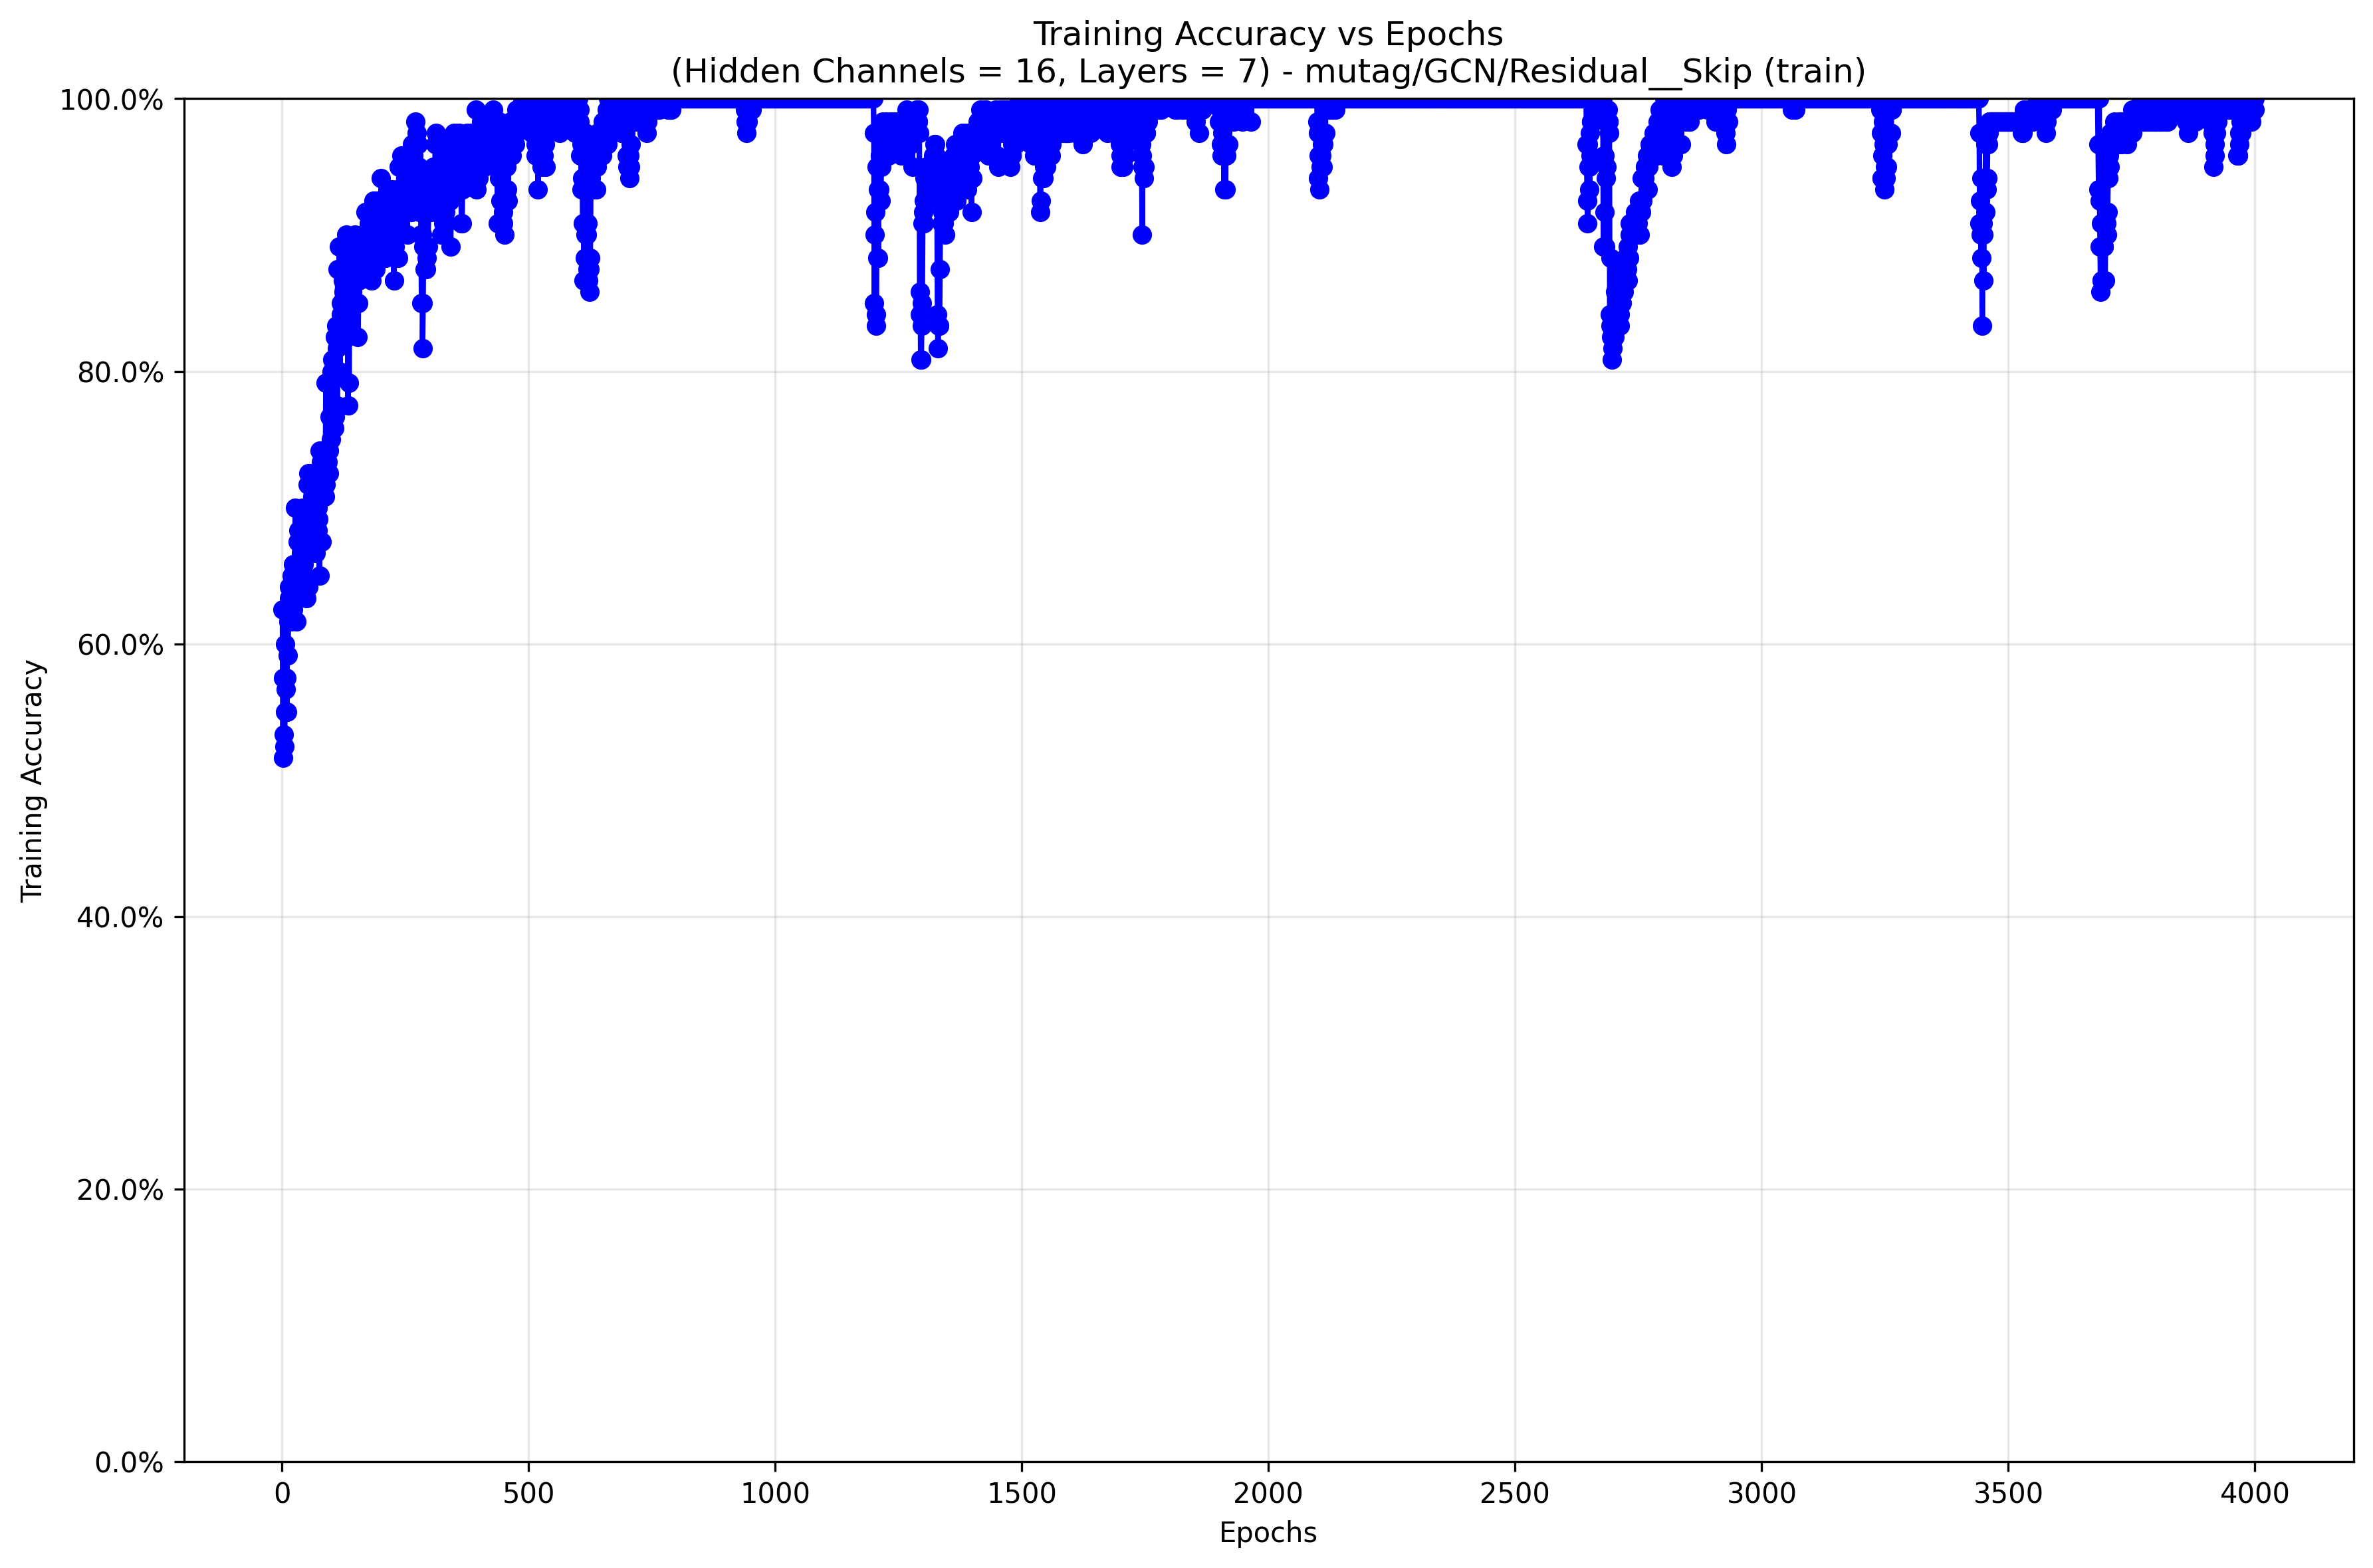 Training Accuracy vs Epochs
(Hidden Channels = 16, Layers = 7) - mutag/GCN/Residual__Skip (train)
100.0%
80.0%
60.0%
40.0%
20.0%
0.0%
Training Accuracy
0 500 1000 1500 2000 2500 3000 3500 4000
Epochs